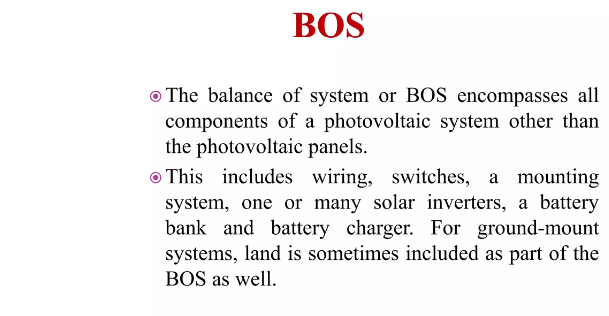 BOS
The balance of system or BOS encompasses all
components of a photovoltaic system other than
the photovoltaic panels.
This includes wiring, switches, a mounting
system, one or many solar inverters, a battery
bank and battery charger. For ground-mount
systems, land is sometimes included as part of the
BOS as well.